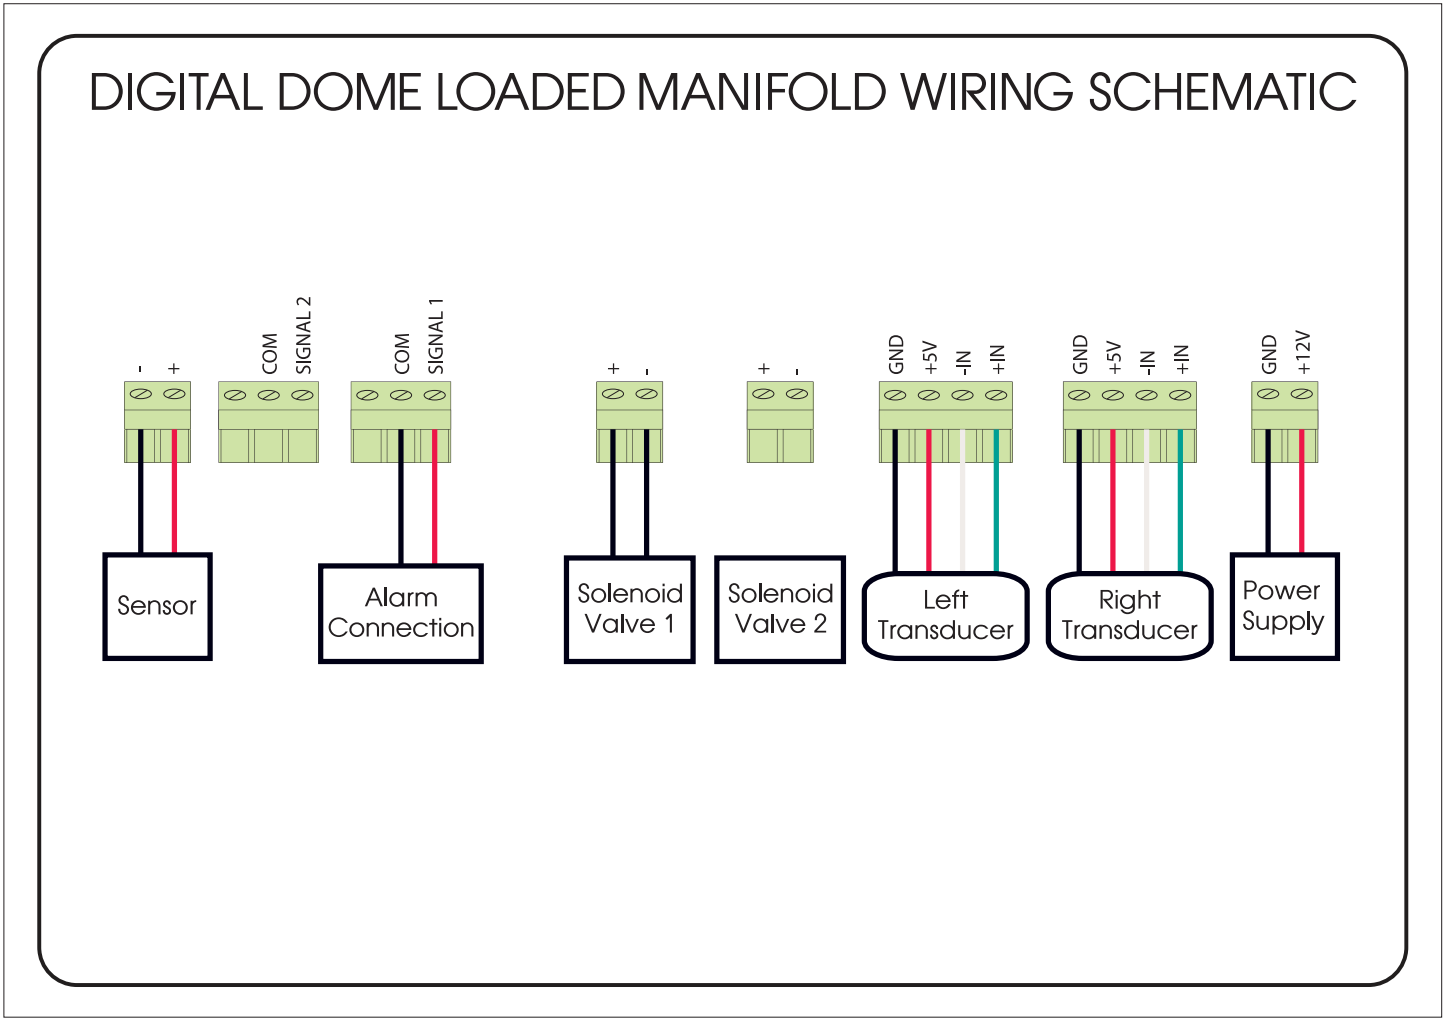 DIGITAL DOME LOADED MANIFOLD WIRING SCHEMATIC
-
+
COM
SIGNAL 2
COM
SIGNAL 1
+
-
+
-
GND
+5V
-IN
+IN
GND
+5V
-IN
+IN
GND
+12V
Sensor
Alarm
Connection
Solenoid
Valve 1
Solenoid
Valve 2
Left
Transducer
Right
Transducer
Power
Supply